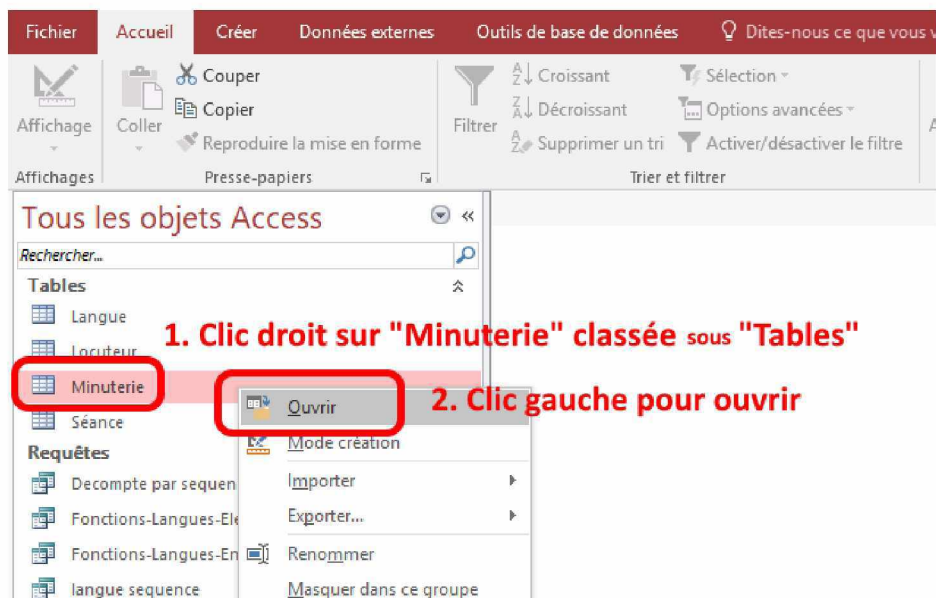 Fichier Accueil Créer Données externes Outils de base de données Dites-nous ce que vous v
Affichage
Coller
Couper
Copier
Reproduire la mise en forme
Filtrer
Croissant
Décroissant
Supprimer un tri
Sélection
Options avancées
Activer/désactiver le filtre
Affichages Presse-papiers Trier et filtrer
Tous les objets Access
Rechercher...
Tables
Langue
1. Clic droit sur "Minuterie" classée sous "Tables"
Locuteur
Minuterie
Ouvrir
2. Clic gauche pour ouvrir
Séance
Mode création
Requêtes
Decompte par sequen
Importer
Fonctions-Langues-Ele
Exporter...
Fonctions-Langues-En
Renommer
langue sequence
Masquer dans ce groupe